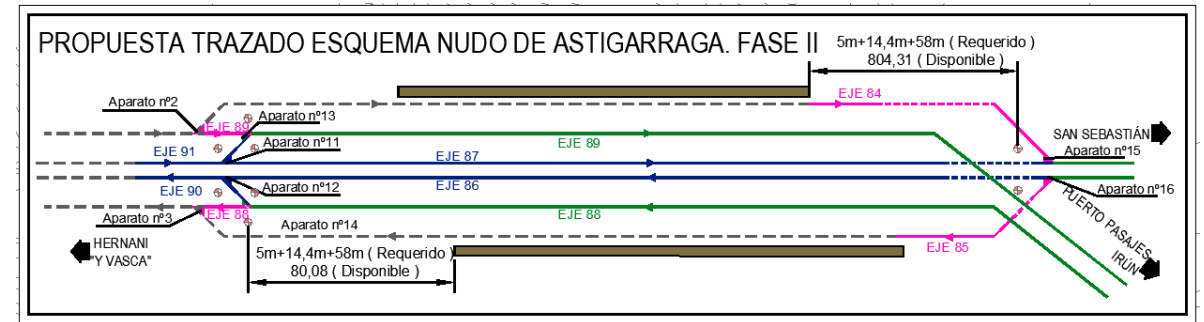 PROPUESTA TRAZADO ESQUEMA NUDO DE ASTIGARRAGA. FASE II
5m+14,4m+58m ( Requerido )
804,31 ( Disponible )
Aparato nº2
EJE 84
EJE 89
Aparato nº13
SAN SEBASTIÁN
EJE 91
Aparato nº11
EJE 89
Aparato nº15
EJE 87
EJE 86
EJE 90
Aparato nº12
Aparato nº16
Aparato nº3
EJE 88
Aparato nº14
EJE 88
PUERTO PASAJES
IRÚN
HERNANI
"Y VASCA"
5m+14,4m+58m ( Requerido )
80,08 ( Disponible )
EJE 85